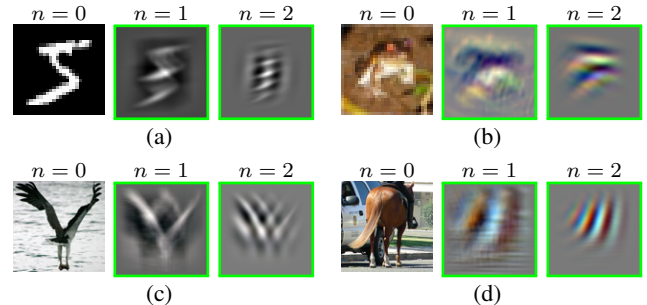 n = 0 n = 1 n = 2 n = 0 n = 1 n = 2
(a) (b)
n = 0 n = 1 n = 2 n = 0 n = 1 n = 2
(c) (d)